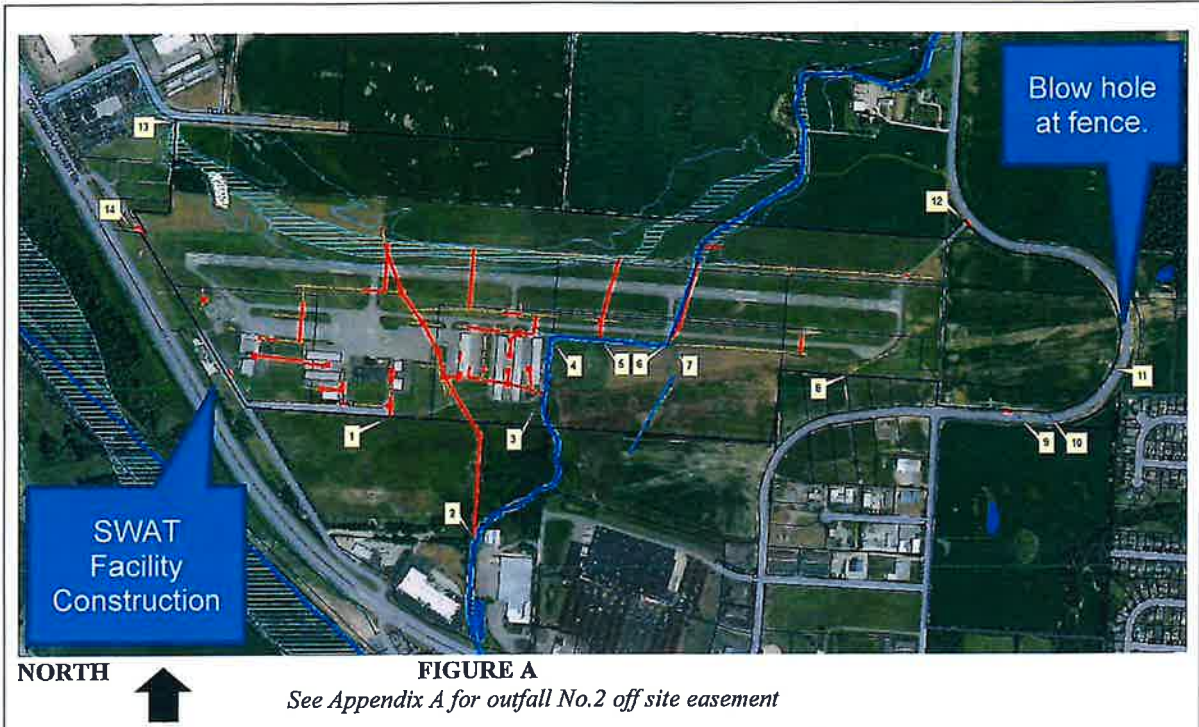 Blow hole
at fence.
13
14
12
11
4
5
6
7
8
3
1
9
10
2
SWAT
Facility
Construction
NORTH
FIGURE A
See Appendix A for outfall No.2 off site easement